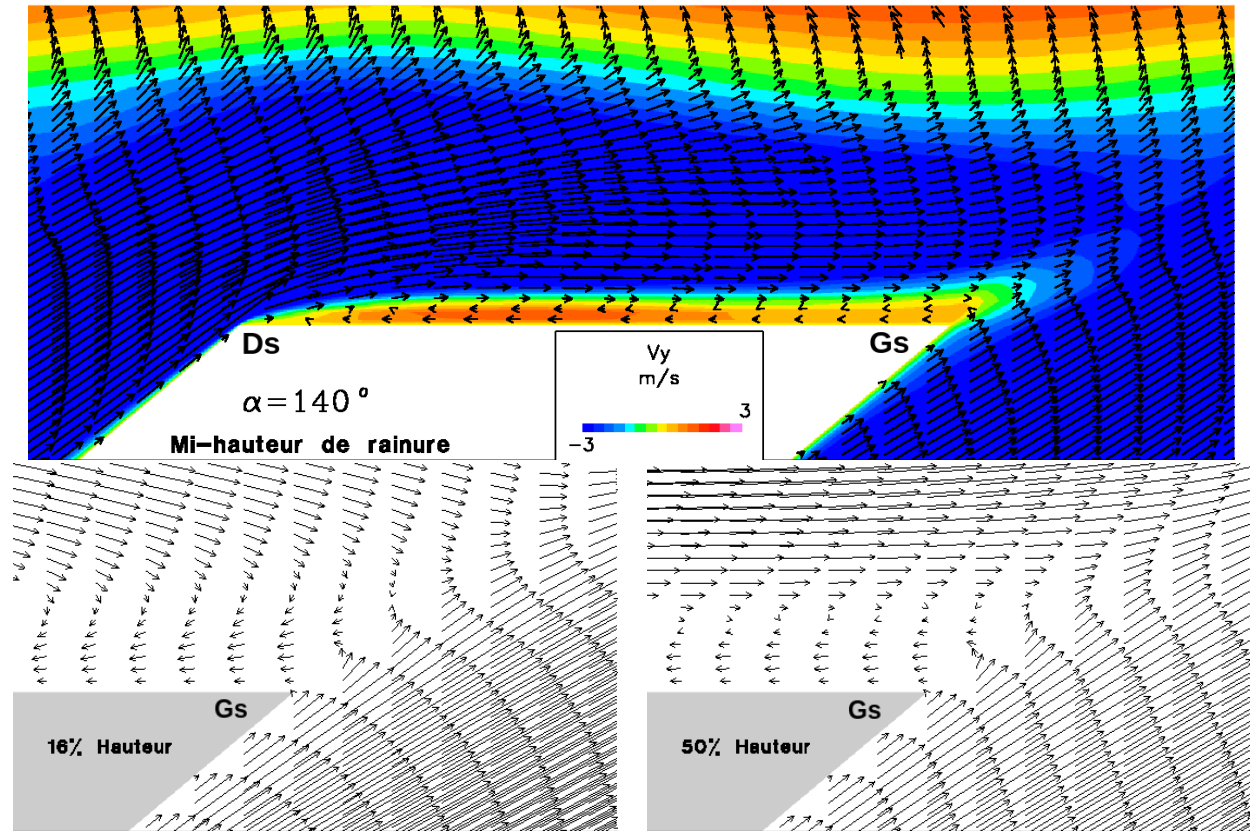 Ds
Gs
Vy
m/s
3
−3
α=140°
Mi−hauteur de rainure
Gs
16% Hauteur
Gs
50% Hauteur